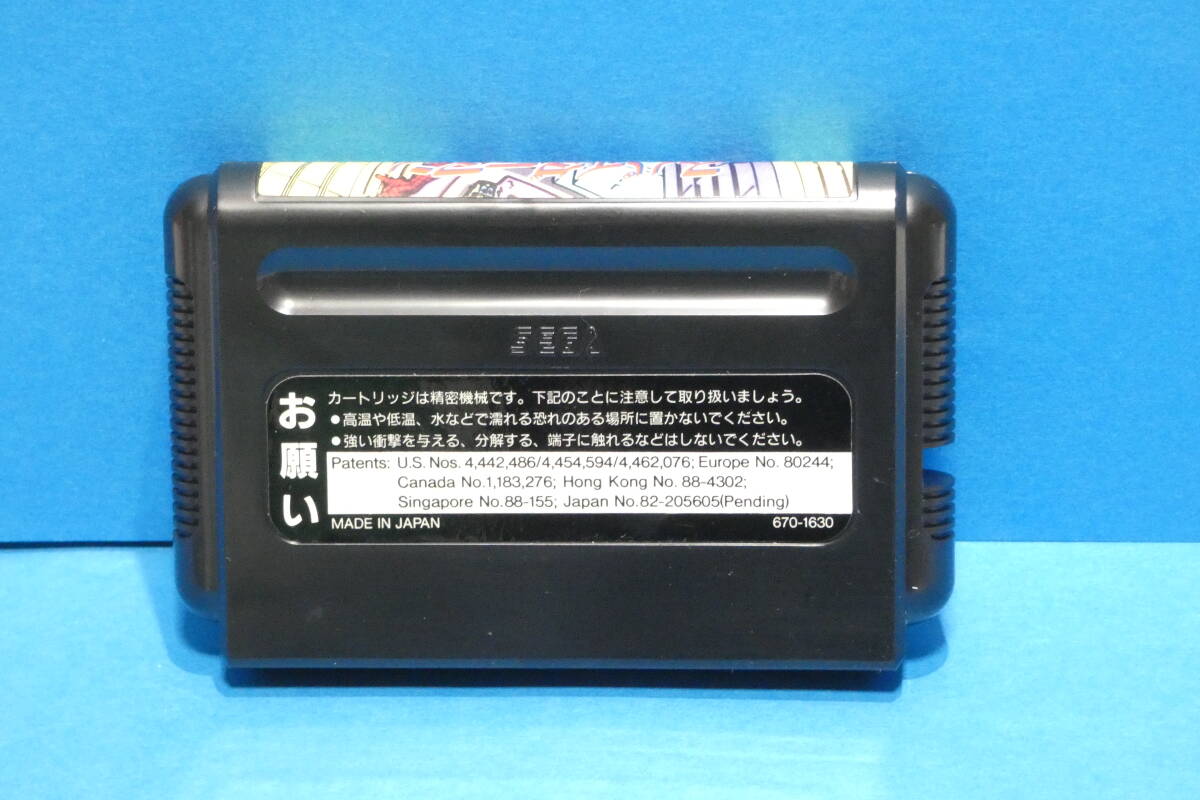 SEGA
お願い
カートリッジは精密機械です。下記のことに注意して取り扱いましょう。
●高温や低温、水などで濡れる恐れのある場所に置かないでください。
●強い衝撃を与える、分解する、端子に触れるなどはしないでください。
Patents: U.S. Nos. 4,442,486/4,454,594/4,462,076; Europe No. 80244;
Canada No.1,183,276; Hong Kong No. 88-4302;
Singapore No.88-155; Japan No.82-205605(Pending)
MADE IN JAPAN 670-1630